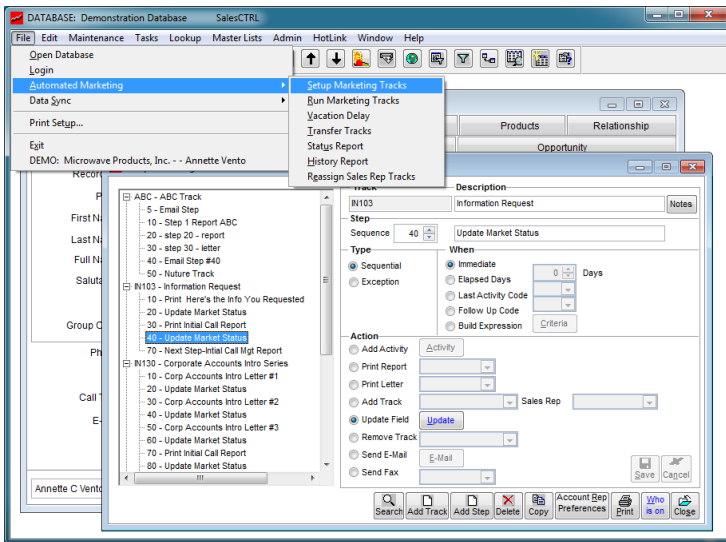 DATABASE: Demonstration Database SalesCTRL
File Edit Maintenance Tasks Lookup Master Lists Admin HotLink Window Help
Open Database
Login
Automated Marketing
Data Sync
Print Setup...
Exit
DEMO: Microwave Products, Inc. - - Annette Vento
Setup Marketing Tracks
Run Marketing Tracks
Vacation Delay
Transfer Tracks
Status Report
History Report
Reassign Sales Rep Tracks
Products Relationship
Opportunity
Record
First N
Last N
Full N
Saluta
Group C
Ph
Call
E-
Annette C Vento
ABC - ABC Track
5 - Email Step
10 - Step 1 Report ABC
20 - step 20 - report
30 - step 30 - letter
40 - Email Step #40
50 - Nuture Track
IN103 - Information Request
10 - Print Here's the Info You Requested
20 - Update Market Status
30 - Print Initial Call Report
40 - Update Market Status
70 - Next Step-Intial Call Mgt Report
IN130 - Corporate Accounts Intro Series
10 - Corp Accounts Intro Letter #1
20 - Update Market Status
30 - Corp Accounts Intro Letter #2
40 - Update Market Status
50 - Corp Accounts Intro Letter #3
60 - Update Market Status
70 - Print Initial Call Report
80 - Update Market Status
Track Description
IN103 Information Request Notes
Step
Sequence 40 Update Market Status
Type When
Sequential
Exception
Immediate
Elapsed Days 0 Days
Last Activity Code
Follow Up Code
Build Expression Criteria
Action
Add Activity Activity
Print Report
Print Letter
Add Track Sales Rep
Update Field Update
Remove Track
Send E-Mail E-Mail
Send Fax
Save Cancel
Search Add Track Add Step Delete Copy Account Rep Preferences Print Who is on Close